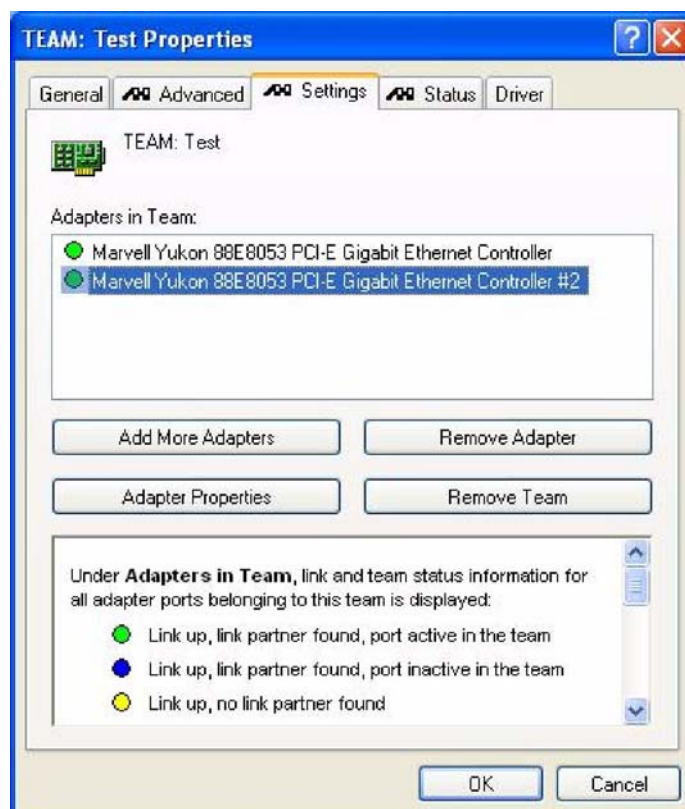 TEAM: Test Properties
General Advanced Settings Status Driver
TEAM: Test
Adapters in Team:
Marvell Yukon 88E8053 PCI-E Gigabit Ethernet Controller
Marvell Yukon 88E8053 PCI-E Gigabit Ethernet Controller #2
Add More Adapters Remove Adapter
Adapter Properties Remove Team
Under Adapters in Team, link and team status information for
all adapter ports belonging to this team is displayed:
Link up, link partner found, port active in the team
Link up, link partner found, port inactive in the team
Link up, no link partner found
OK Cancel